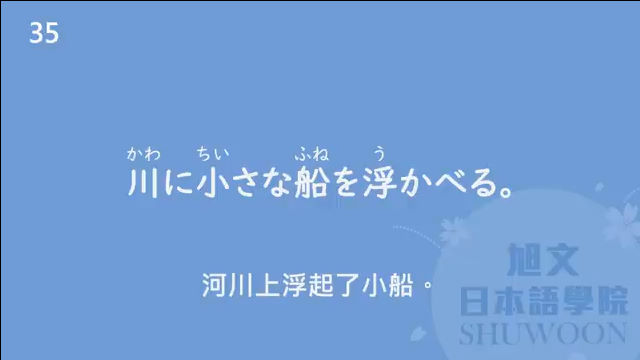 35
かわ ちい ふね う
川に小さな船を浮かべる。
河川上浮起了小船。
旭文
日本語學院
SHUWOON